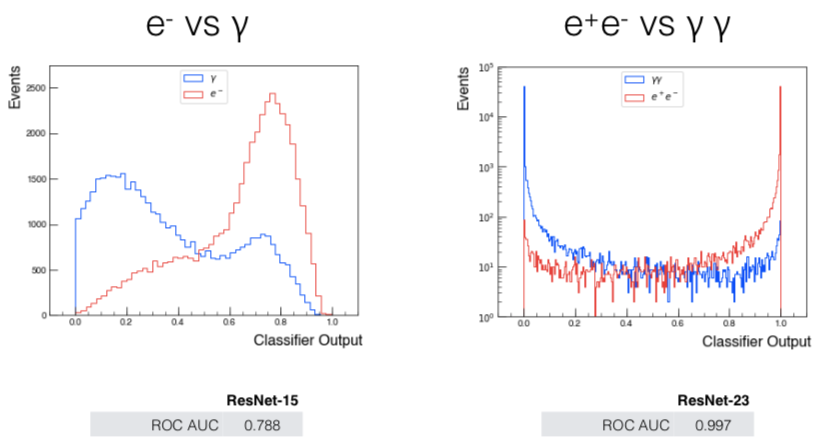 e- vs γ
e+e- vs γ γ
Events
2500
2000
1500
1000
500
0
γ
e⁻
0.0 0.2 0.4 0.6 0.8 1.0
Classifier Output
Events
10⁵
10⁴
10³
10²
10¹
10⁰
γγ
e⁺e⁻
0.0 0.2 0.4 0.6 0.8 1.0
Classifier Output
ResNet-15
ROC AUC 0.788
ResNet-23
ROC AUC 0.997